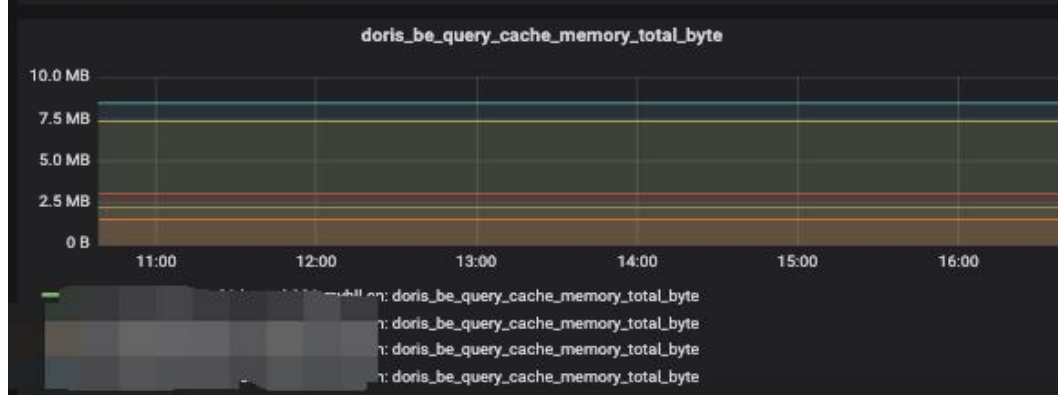 doris_be_query_cache_memory_total_byte
10.0 MB
7.5 MB
5.0 MB
2.5 MB
0 B
11:00 12:00 13:00 14:00 15:00 16:00
doris_be_query_cache_memory_total_byte
doris_be_query_cache_memory_total_byte
doris_be_query_cache_memory_total_byte
doris_be_query_cache_memory_total_byte